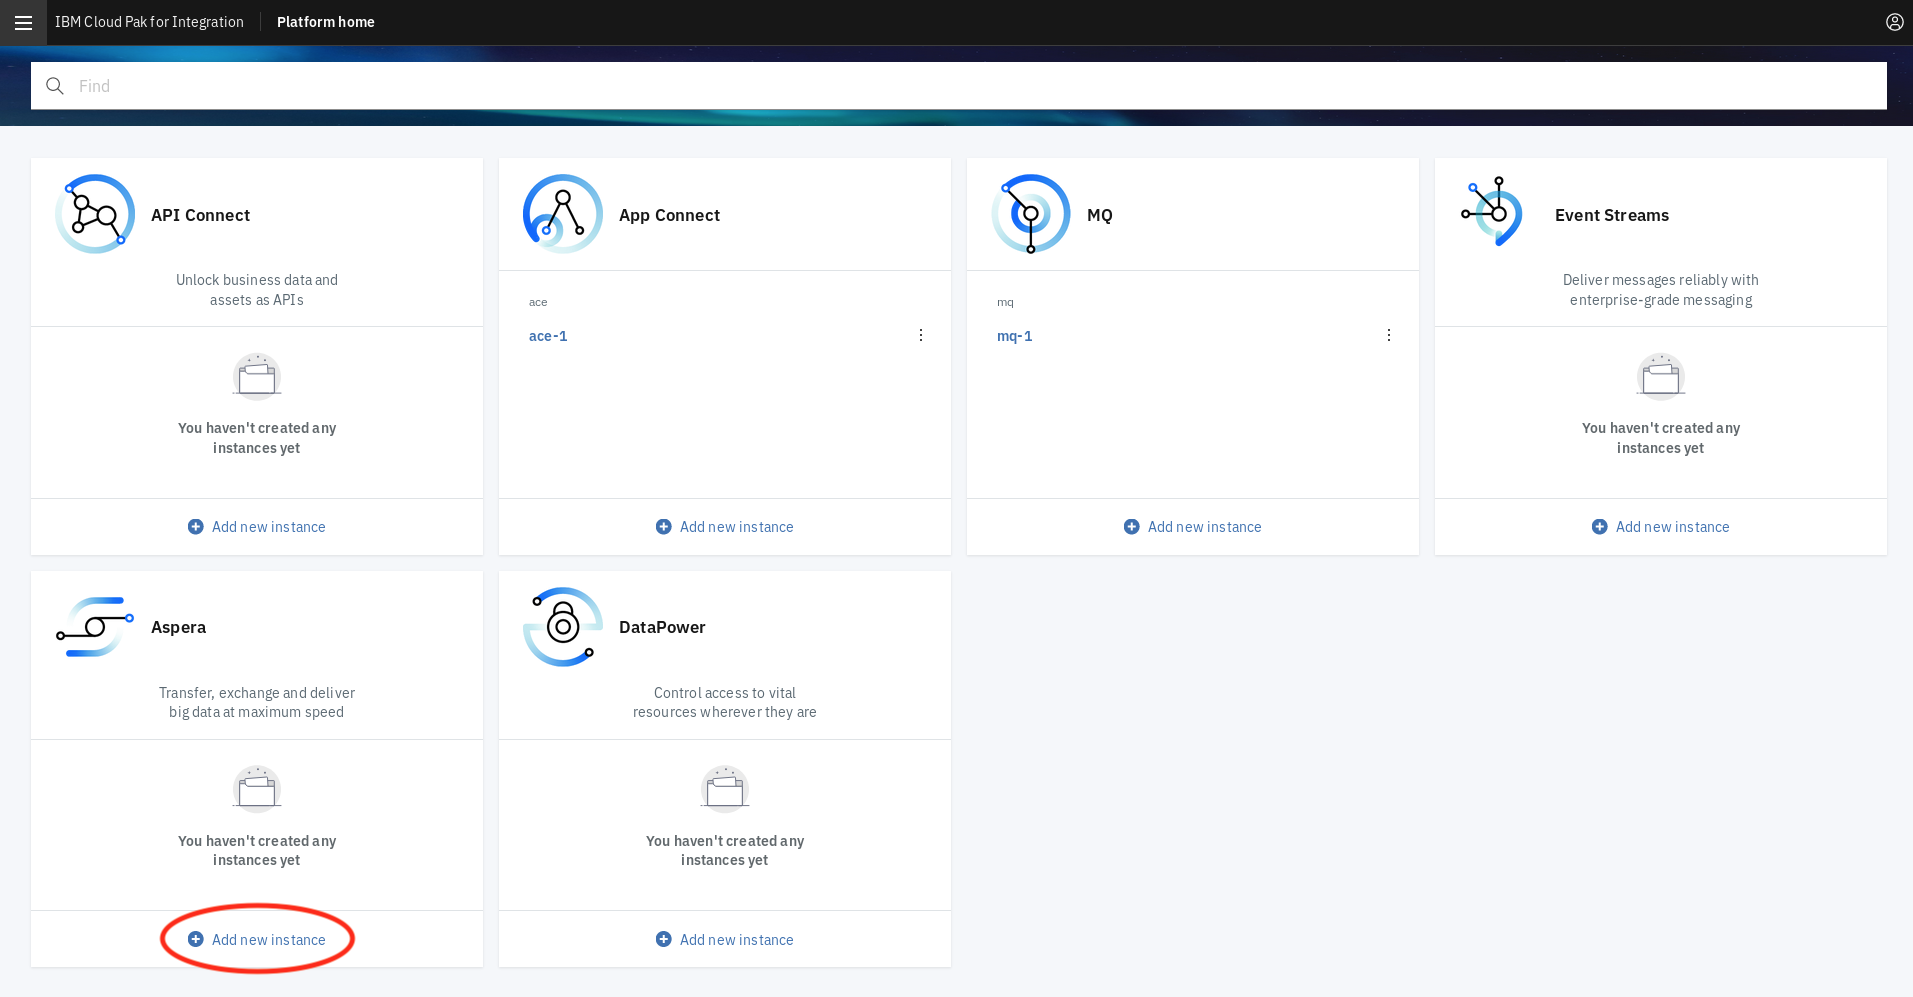 IBM Cloud Pak for Integration
Platform home
Find
API Connect
Unlock business data and
assets as APIs
You haven't created any
instances yet
Add new instance
App Connect
ace
ace-1
Add new instance
MQ
mq
mq-1
Add new instance
Event Streams
Deliver messages reliably with
enterprise-grade messaging
You haven't created any
instances yet
Add new instance
Aspera
Transfer, exchange and deliver
big data at maximum speed
You haven't created any
instances yet
Add new instance
DataPower
Control access to vital
resources wherever they are
You haven't created any
instances yet
Add new instance